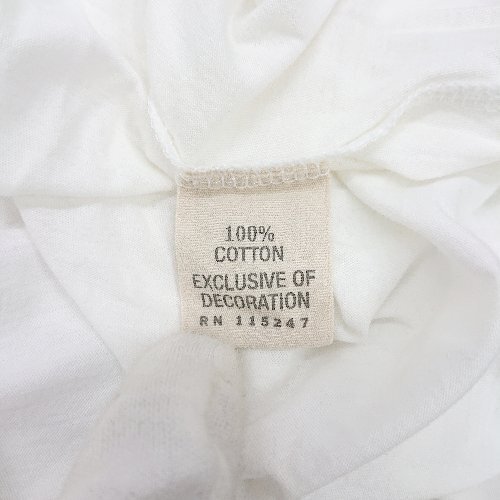 100%
COTTON
EXCLUSIVE OF
DECORATION
RN 115247